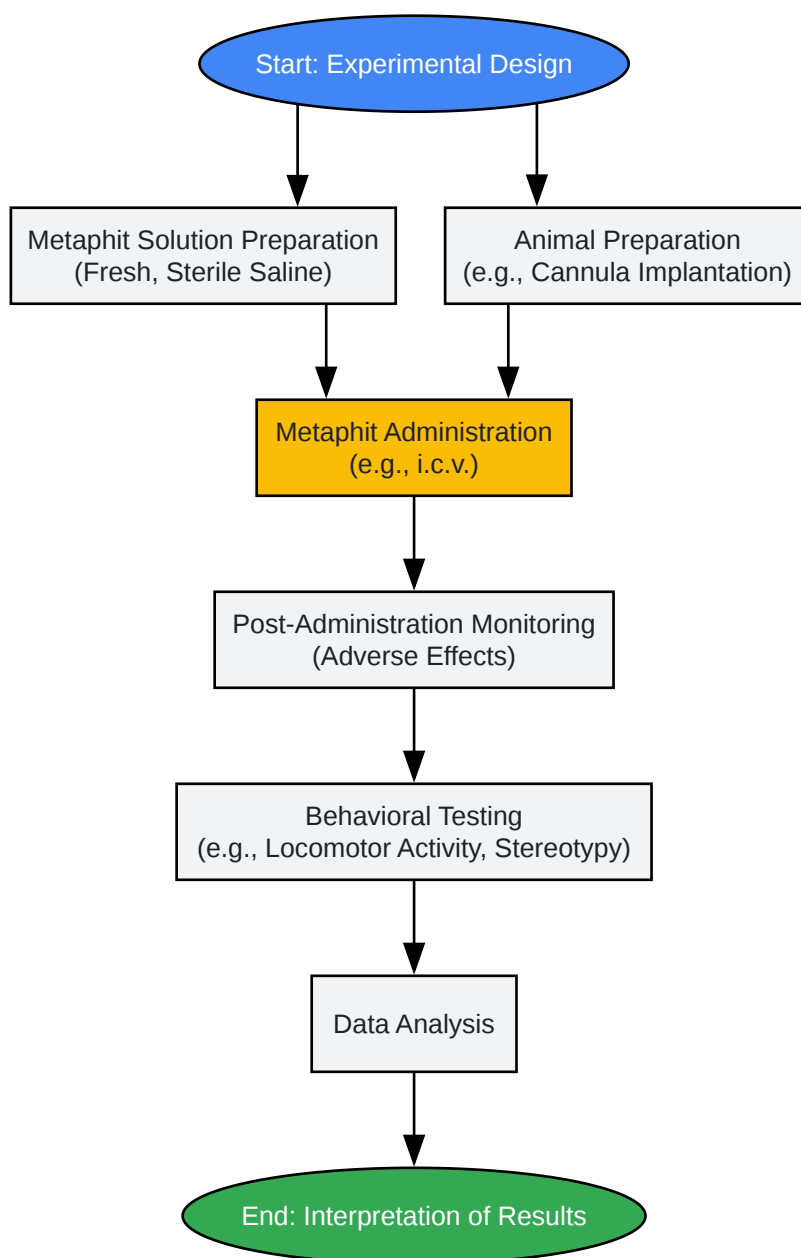 Start: Experimental Design
Metaphit Solution Preparation
(Fresh, Sterile Saline)
Animal Preparation
(e.g., Cannula Implantation)
Metaphit Administration
(e.g., i.c.v.)
Post-Administration Monitoring
(Adverse Effects)
Behavioral Testing
(e.g., Locomotor Activity, Stereotypy)
Data Analysis
End: Interpretation of Results